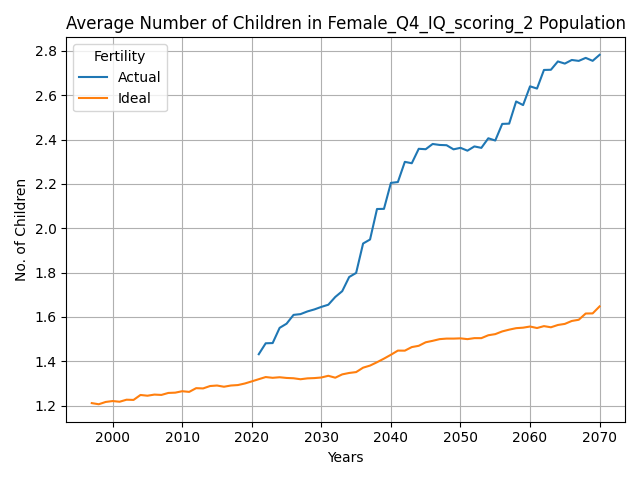 Average Number of Children in Female_Q4_IQ_scoring_2 Population
Fertility
Actual
Ideal
No. of Children
2.8
2.6
2.4
2.2
2.0
1.8
1.6
1.4
1.2
2000 2010 2020 2030 2040 2050 2060 2070
Years